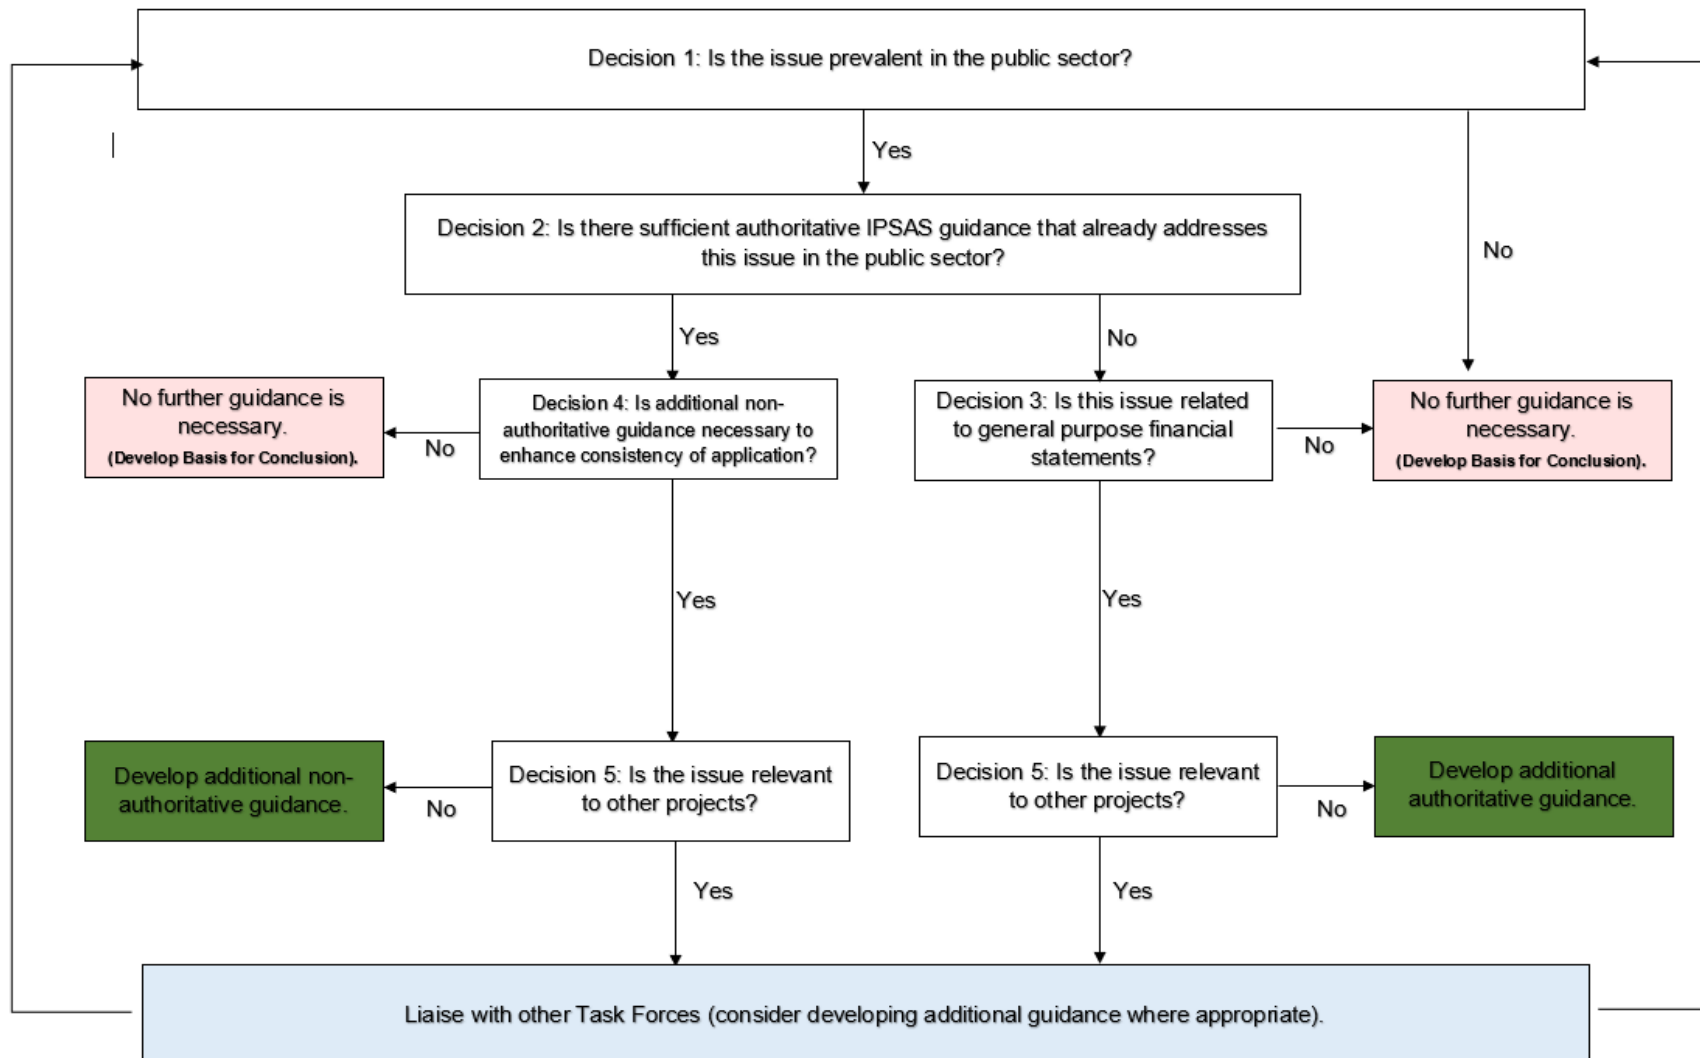 Decision 1: Is the issue prevalent in the public sector?
Yes
Decision 2: Is there sufficient authoritative IPSAS guidance that already addresses
this issue in the public sector?
No
Yes
No
No further guidance is
necessary.
(Develop Basis for Conclusion).
No
Decision 4: Is additional non-
authoritative guidance necessary to
enhance consistency of application?
Decision 3: Is this issue related
to general purpose financial
statements?
No
No further guidance is
necessary.
(Develop Basis for Conclusion).
Yes
Yes
Develop additional non-
authoritative guidance.
No
Decision 5: Is the issue relevant
to other projects?
Decision 5: Is the issue relevant
to other projects?
No
Develop additional
authoritative guidance.
Yes
Yes
Liaise with other Task Forces (consider developing additional guidance where appropriate).